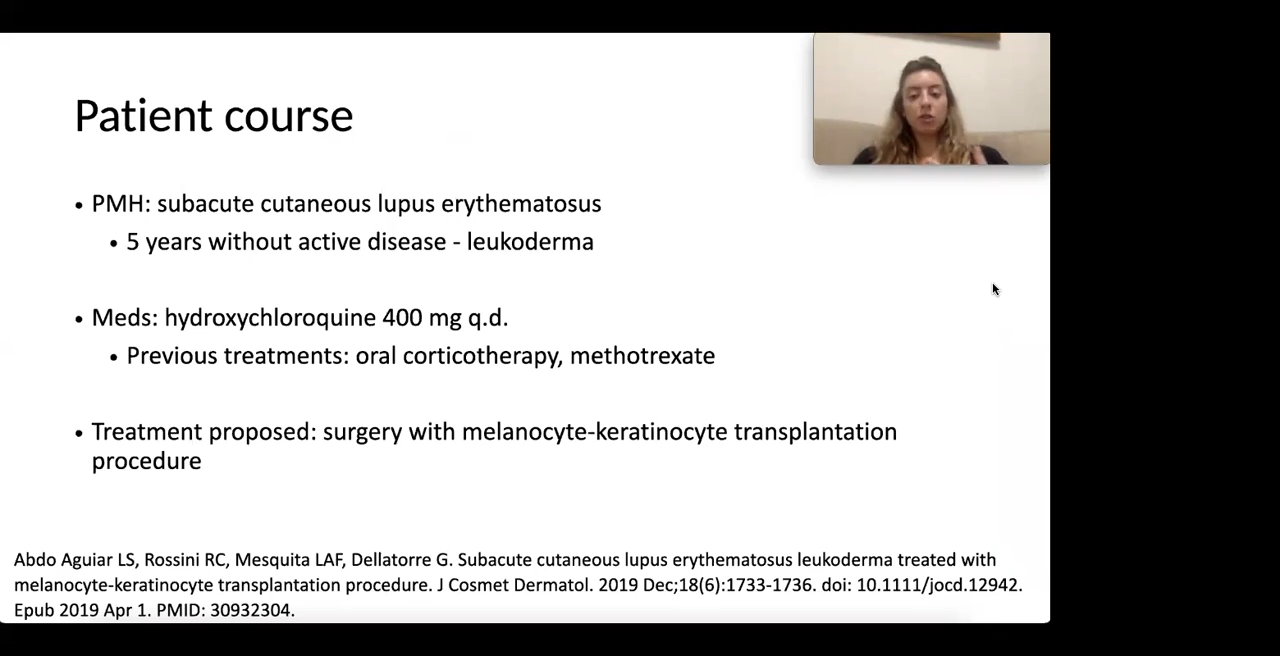 Patient course
• PMH: subacute cutaneous lupus erythematosus
• 5 years without active disease - leukoderma
• Meds: hydroxychloroquine 400 mg q.d.
• Previous treatments: oral corticotherapy, methotrexate
• Treatment proposed: surgery with melanocyte-keratinocyte transplantation
procedure
Abdo Aguiar LS, Rossini RC, Mesquita LAF, Dellatorre G. Subacute cutaneous lupus erythematosus leukoderma treated with
melanocyte-keratinocyte transplantation procedure. J Cosmet Dermatol. 2019 Dec;18(6):1733-1736. doi: 10.1111/jocd.12942.
Epub 2019 Apr 1. PMID: 30932304.